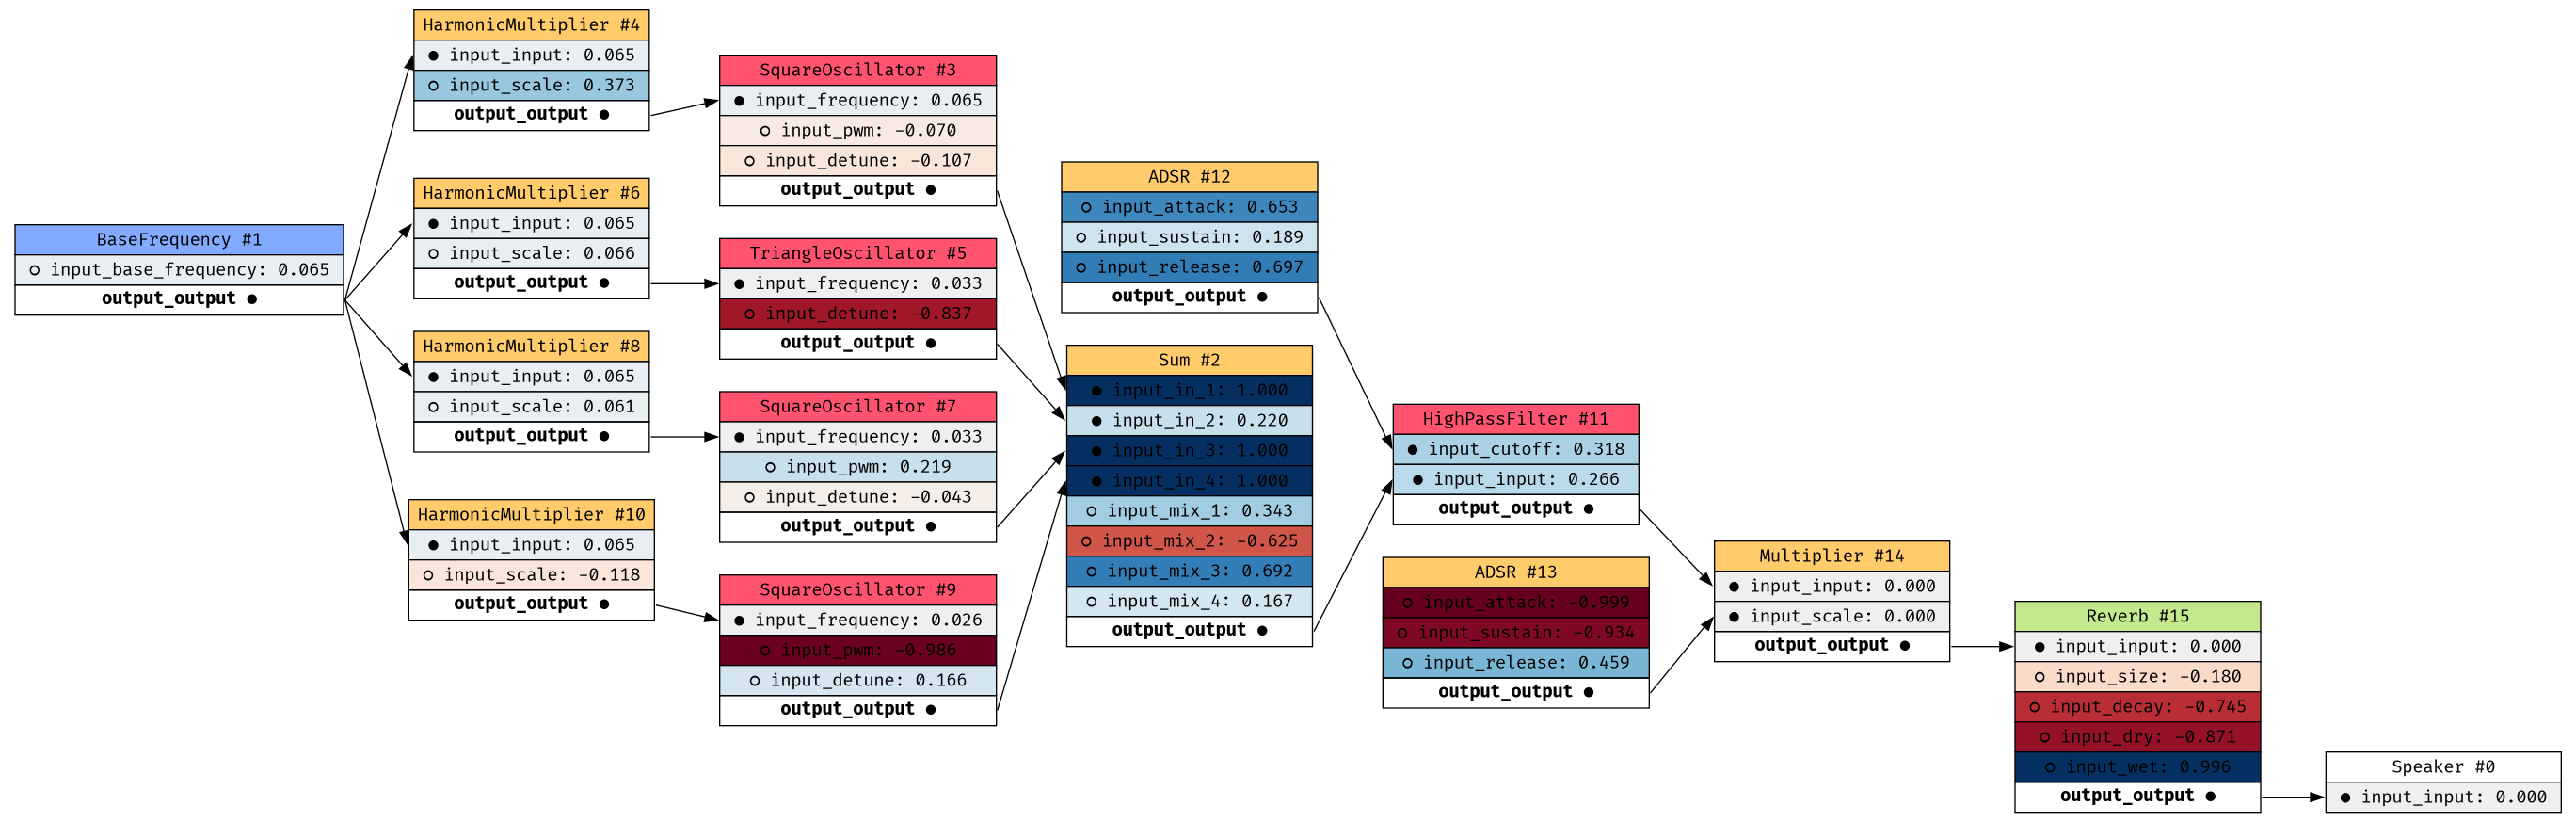 BaseFrequency #1
○ input_base_frequency: 0.065
output_output ●
HarmonicMultiplier #4
● input_input: 0.065
○ input_scale: 0.373
output_output ●
HarmonicMultiplier #6
● input_input: 0.065
○ input_scale: 0.066
output_output ●
HarmonicMultiplier #8
● input_input: 0.065
○ input_scale: 0.061
output_output ●
HarmonicMultiplier #10
● input_input: 0.065
○ input_scale: -0.118
output_output ●
SquareOscillator #3
● input_frequency: 0.065
○ input_pwm: -0.070
○ input_detune: -0.107
output_output ●
TriangleOscillator #5
● input_frequency: 0.033
○ input_detune: -0.837
output_output ●
SquareOscillator #7
● input_frequency: 0.033
○ input_pwm: 0.219
○ input_detune: -0.043
output_output ●
SquareOscillator #9
● input_frequency: 0.026
○ input_pwm: -0.986
○ input_detune: 0.166
output_output ●
ADSR #12
○ input_attack: 0.653
○ input_sustain: 0.189
○ input_release: 0.697
output_output ●
Sum #2
● input_in_1: 1.000
● input_in_2: 0.220
● input_in_3: 1.000
● input_in_4: 1.000
○ input_mix_1: 0.343
○ input_mix_2: -0.625
○ input_mix_3: 0.692
○ input_mix_4: 0.167
output_output ●
HighPassFilter #11
● input_cutoff: 0.318
● input_input: 0.266
output_output ●
ADSR #13
○ input_attack: -0.999
○ input_sustain: -0.934
○ input_release: 0.459
output_output ●
Multiplier #14
● input_input: 0.000
● input_scale: 0.000
output_output ●
Reverb #15
● input_input: 0.000
○ input_size: -0.180
○ input_decay: -0.745
○ input_dry: -0.871
○ input_wet: 0.996
output_output ●
Speaker #0
● input_input: 0.000